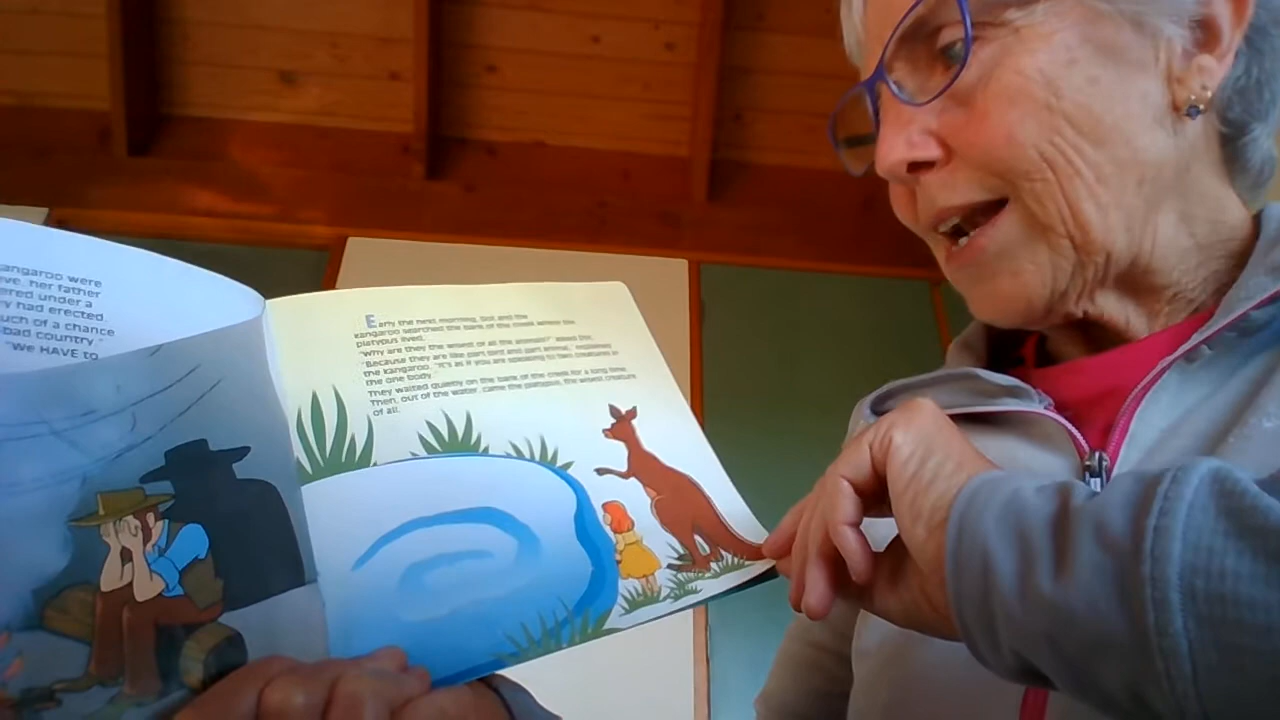 angaroo were
ve, her father
ered under a
y had erected.
uch of a chance
bad country."
"We HAVE to
Early the next morning, Dot and the
kangaroo searched the bank of the creek where the
platypus lived.
"Why are they the wisest of all the animals?" asked Dot.
"Because they are like part bird and part animal," explained
the kangaroo. "It's as if you are speaking to two creatures in
the one body."
They waited quietly on the bank of the creek for a long time.
Then, out of the water, came the platypus, the wisest creature
of all.